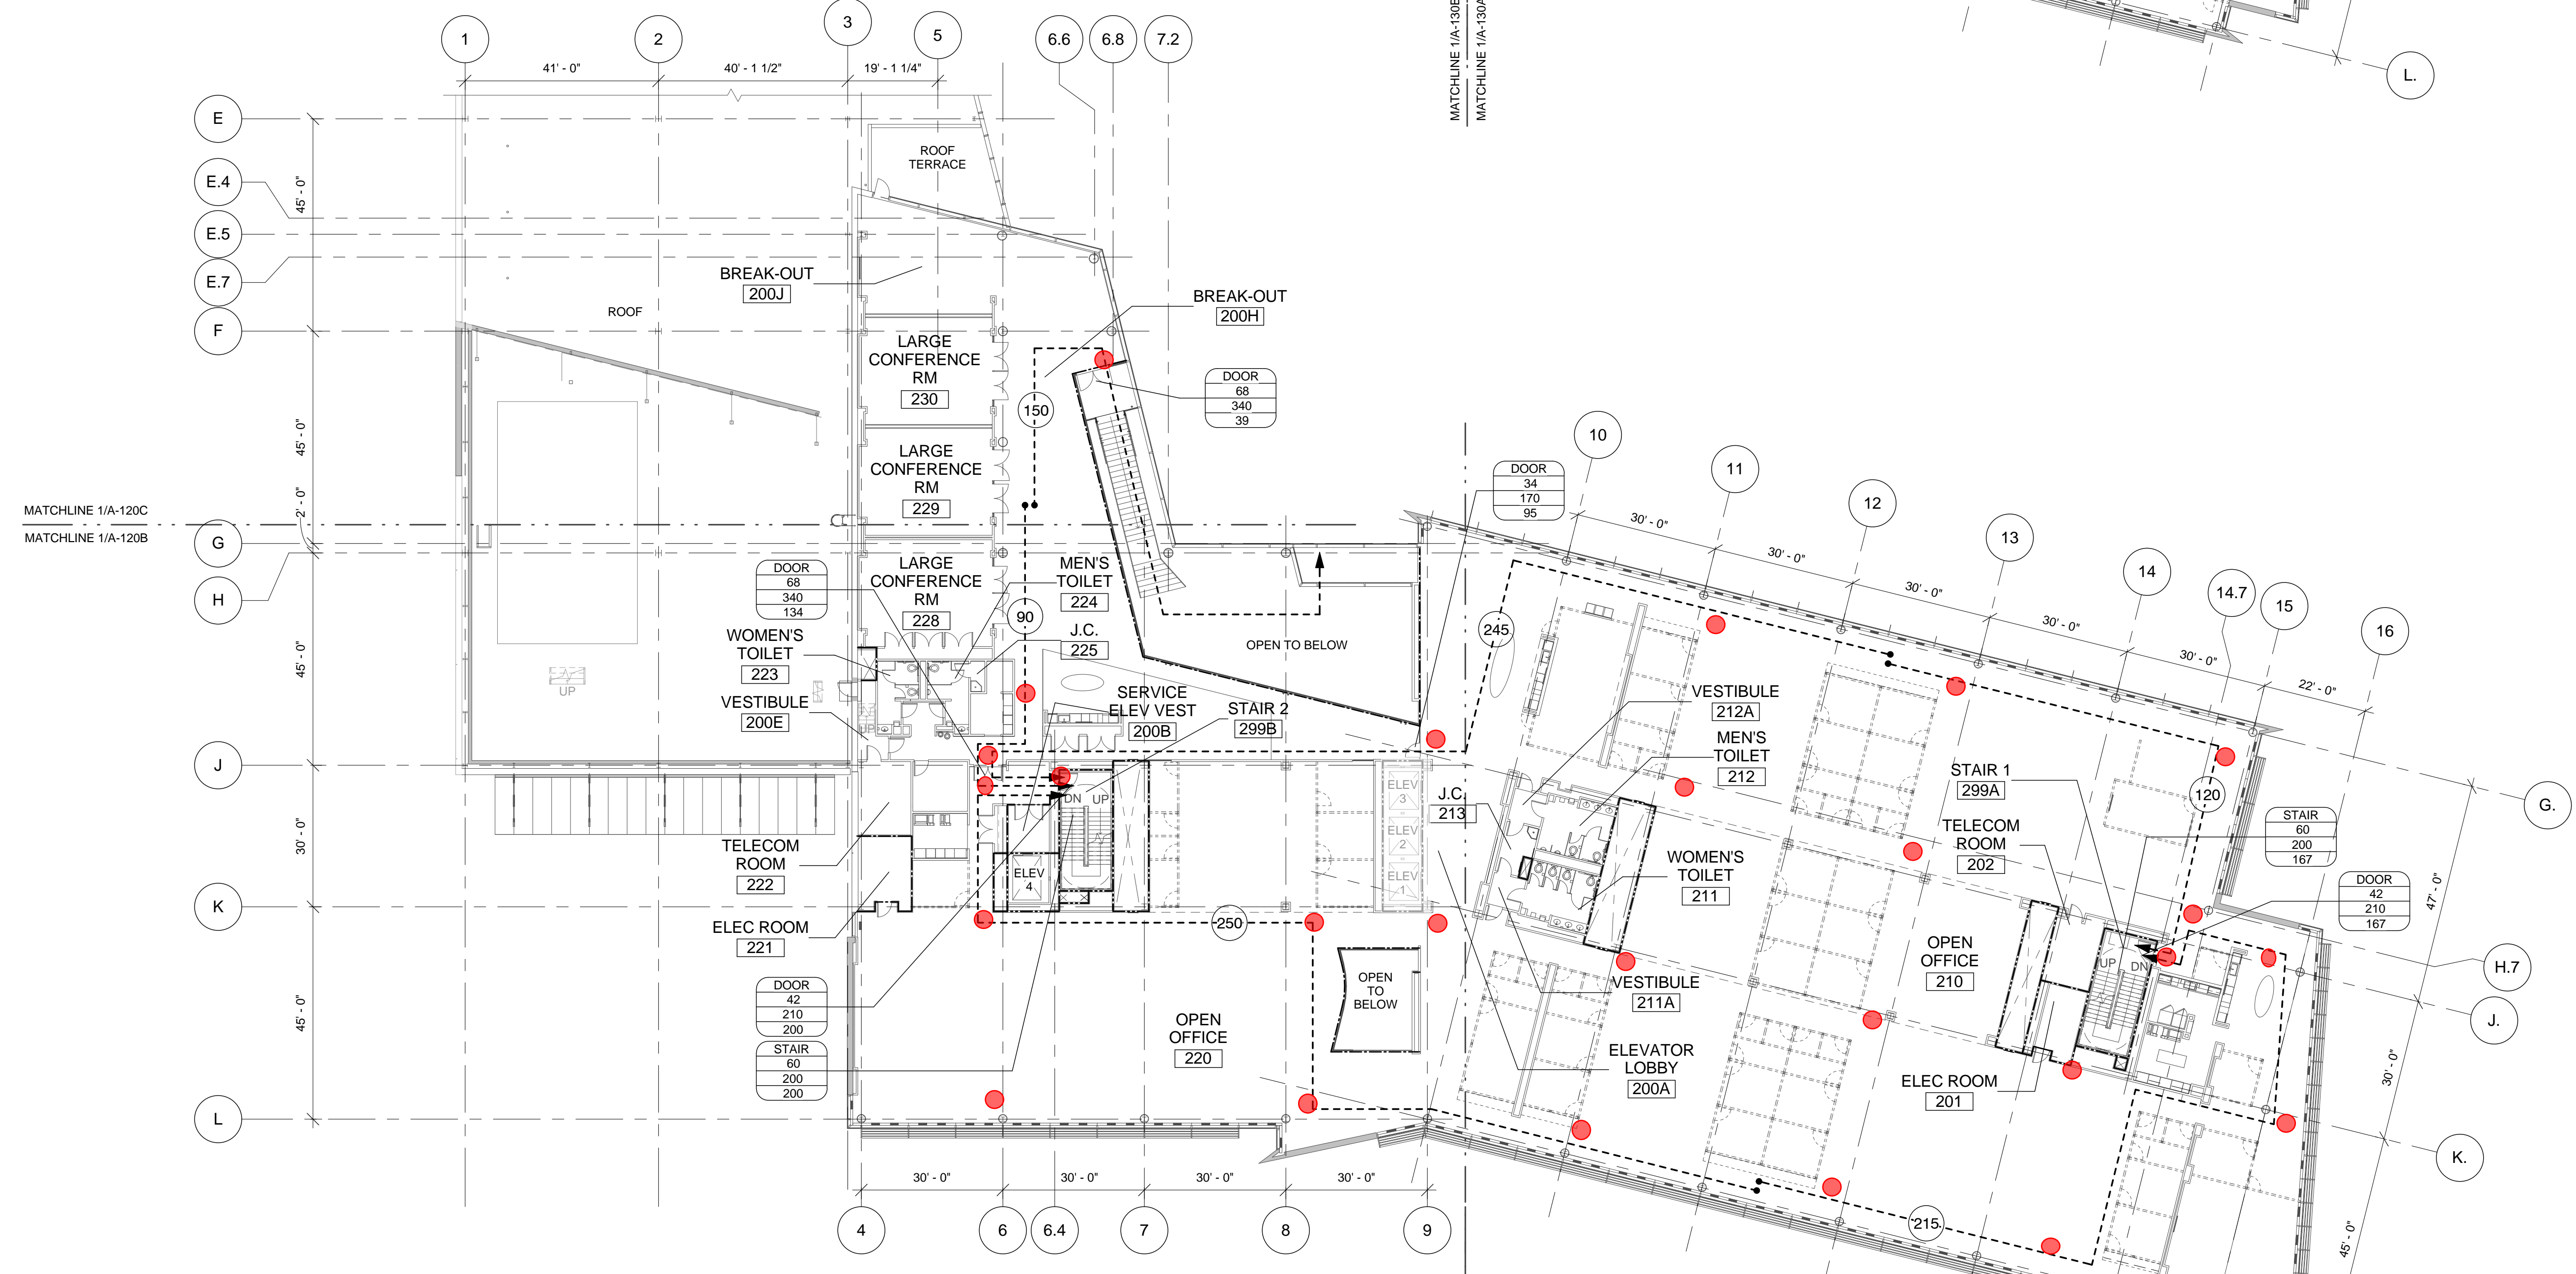 MATCHLINE 1/A-130B
MATCHLINE 1/A-130A
L.
1
2
3
5
6.6
6.8
7.2
41' - 0"
40' - 1 1/2"
19' - 1 1/4"
E
E.4
E.5
E.7
F
G
H
J
K
L
45' - 0"
45' - 0"
2' - 0"
45' - 0"
30' - 0"
45' - 0"
MATCHLINE 1/A-120C
MATCHLINE 1/A-120B
ROOF
TERRACE
ROOF
BREAK-OUT
200J
BREAK-OUT
200H
LARGE
CONFERENCE
RM
230
LARGE
CONFERENCE
RM
229
LARGE
CONFERENCE
RM
228
150
DOOR
68
340
39
DOOR
34
170
95
DOOR
68
340
134
MEN'S
TOILET
224
J.C.
225
90
WOMEN'S
TOILET
223
VESTIBULE
200E
UP
UP
SERVICE
ELEV VEST
200B
STAIR 2
299B
OPEN TO BELOW
DN
UP
ELEV
4
ELEV
3
ELEV
2
ELEV
1
TELECOM
ROOM
222
ELEC ROOM
221
250
DOOR
42
210
200
STAIR
60
200
200
OPEN
OFFICE
220
OPEN
TO
BELOW
30' - 0"
30' - 0"
30' - 0"
30' - 0"
4
6
6.4
7
8
9
10
11
12
13
14
14.7
15
16
30' - 0"
30' - 0"
30' - 0"
30' - 0"
30' - 0"
22' - 0"
245
VESTIBULE
212A
MEN'S
TOILET
212
J.C.
213
WOMEN'S
TOILET
211
VESTIBULE
211A
ELEVATOR
LOBBY
200A
STAIR 1
299A
TELECOM
ROOM
202
120
STAIR
60
200
167
DOOR
42
210
167
OPEN
OFFICE
210
UP
DN
ELEC ROOM
201
215
G.
H.7
J.
K.
47' - 0"
30' - 0"
45' - 0"